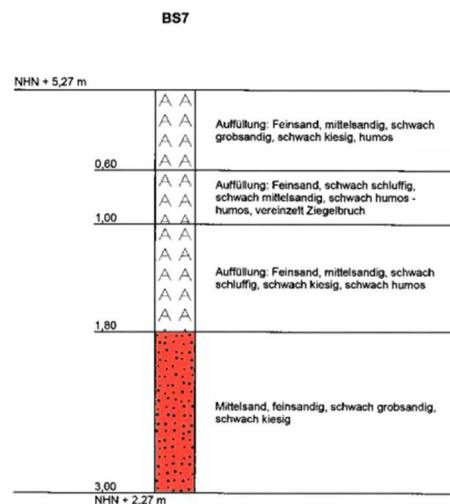 BS7
NHN + 5,27 m
Auffüllung: Feinsand, mittelsandig, schwach
grobsandig, schwach kiesig, humos
0,60
Auffüllung: Feinsand, schwach schluffig,
schwach mittelsandig, schwach humos -
humos, vereinzelt Ziegelbruch
1,00
Auffüllung: Feinsand, mittelsandig, schwach
schluffig, schwach kiesig, schwach humos
1,80
Mittelsand, feinsandig, schwach grobsandig,
schwach kiesig
3,00
NHN + 2,27 m